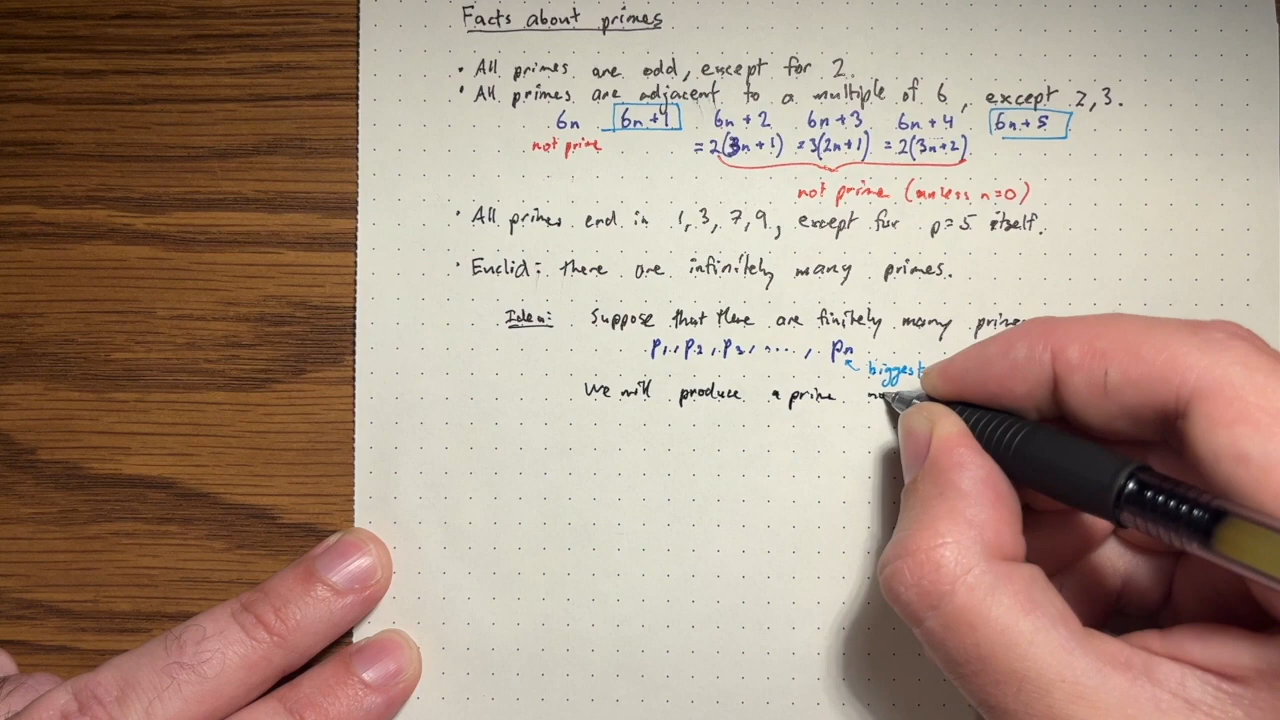 Facts about primes
· All primes are odd, except for 2.
· All primes are adjacent to a multiple of 6, except 2,3.
6n 6n+1 6n+2 6n+3 6n+4 6n+5
not prime = 2(3n+1) = 3(2n+1) = 2(3n+2)
not prime (unless n=0)
· All primes end in 1, 3, 7, 9, except for p=5 itself.
· Euclid: there are infinitely many primes.
Idea: Suppose that there are finitely many
p1, p2, p3, ..., pn
biggest
We will produce a prime